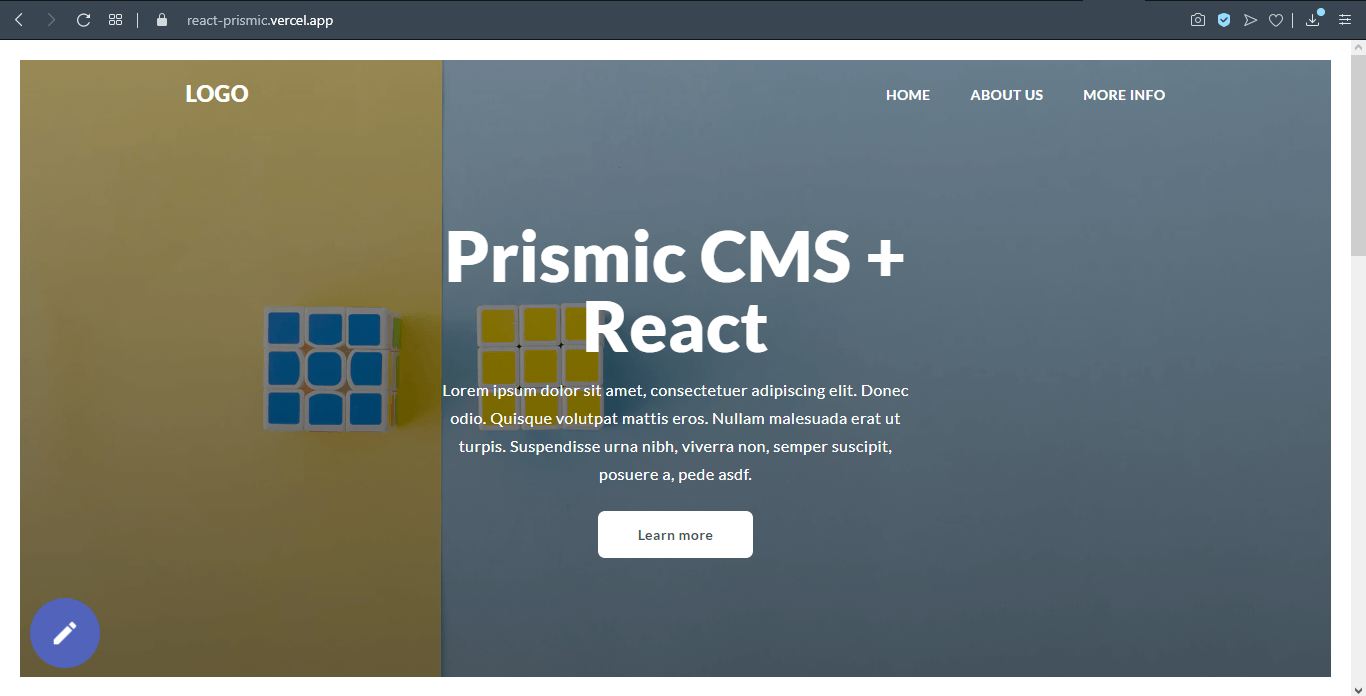 react-prismic.vercel.app
LOGO
HOME ABOUT US MORE INFO
Prismic CMS +
React
Lorem ipsum dolor sit amet, consectetuer adipiscing elit. Donec
odio. Quisque volutpat mattis eros. Nullam malesuada erat ut
turpis. Suspendisse urna nibh, viverra non, semper suscipit,
posuere a, pede asdf.
Learn more